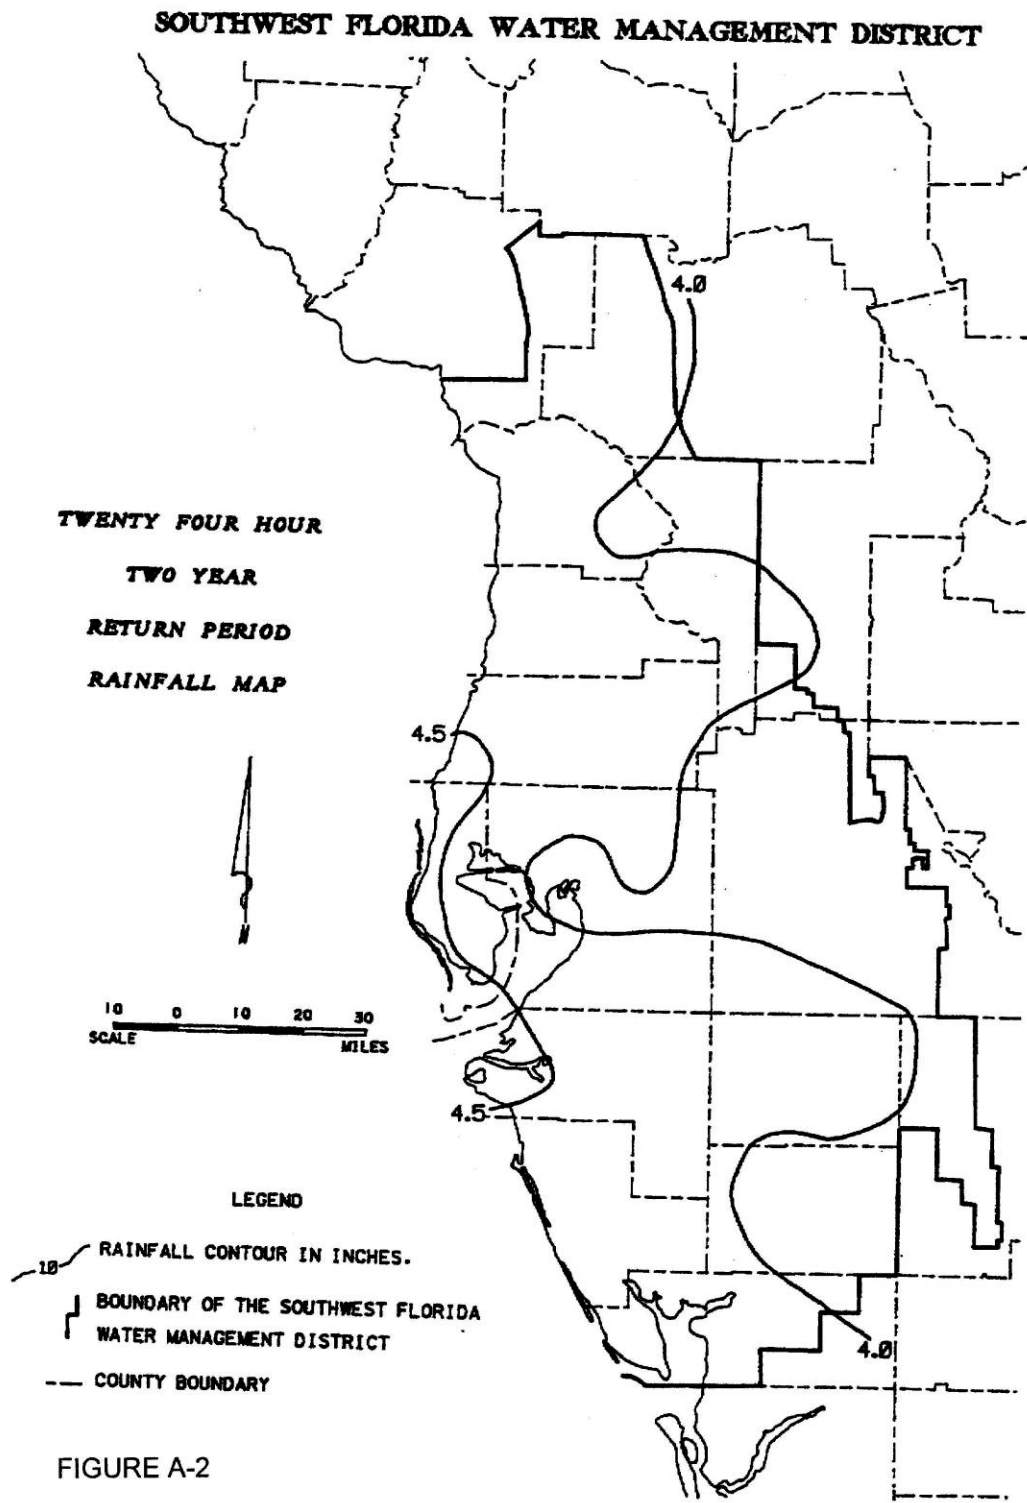 SOUTHWEST FLORIDA WATER MANAGEMENT DISTRICT
4.0
TWENTY FOUR HOUR
TWO YEAR
RETURN PERIOD
RAINFALL MAP
4.5
N
10 0 10 20 30
SCALE MILES
4.5
LEGEND
10 RAINFALL CONTOUR IN INCHES.
BOUNDARY OF THE SOUTHWEST FLORIDA
WATER MANAGEMENT DISTRICT
4.0
COUNTY BOUNDARY
FIGURE A-2